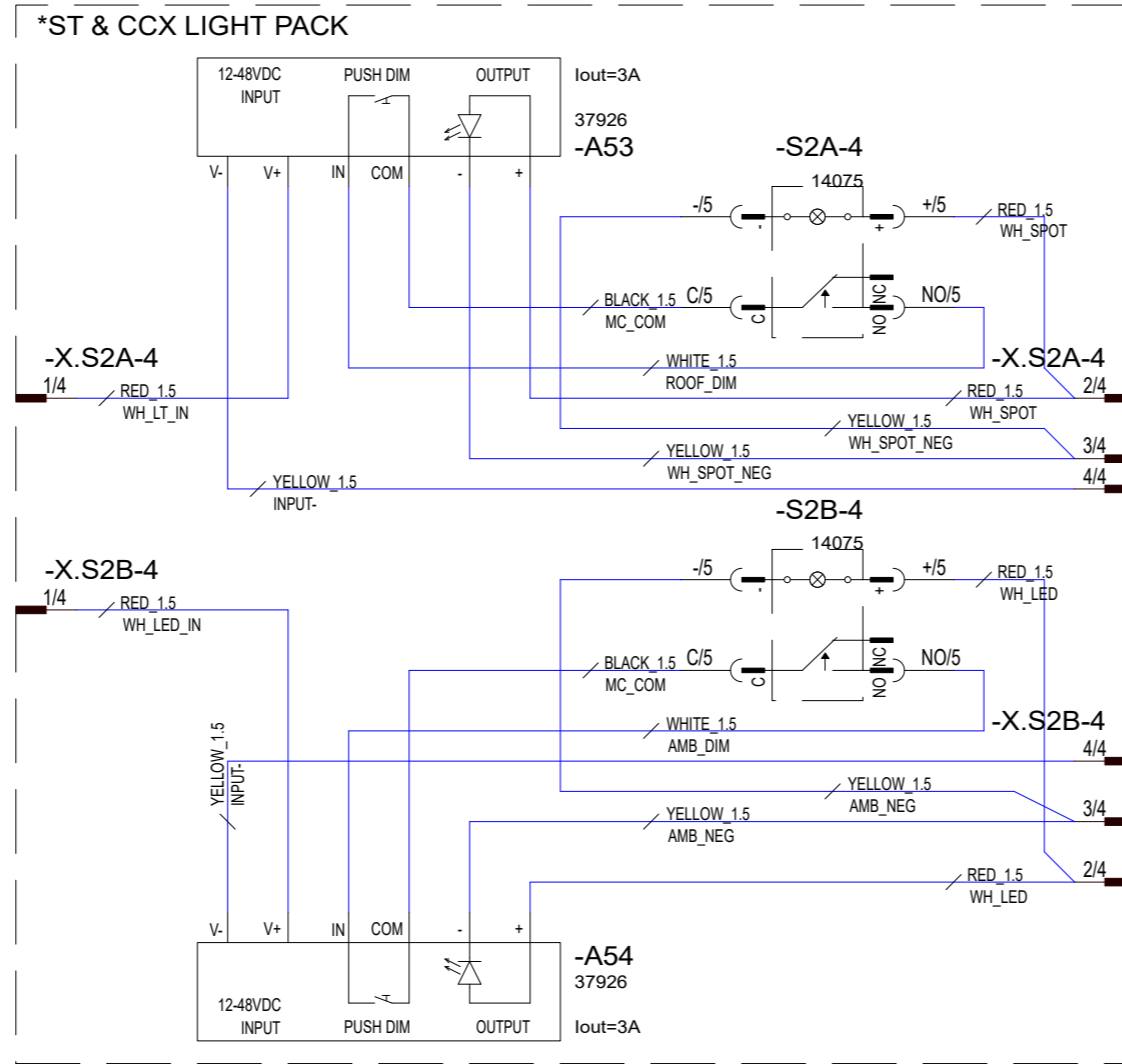 *ST & CCX LIGHT PACK
12-48VDC
INPUT
PUSH DIM
OUTPUT
Iout=3A
37926
-A53
V-
V+
IN
COM
-
+
-S2A-4
14075
-/5
-
+
+/5
RED_1.5
WH_SPOT
BLACK_1.5
MC_COM
C/5
C
NO
NC
NO/5
-X.S2A-4
1/4
RED_1.5
WH_LT_IN
WHITE_1.5
ROOF_DIM
-X.S2A-4
RED_1.5
WH_SPOT
2/4
YELLOW_1.5
WH_SPOT_NEG
YELLOW_1.5
WH_SPOT_NEG
3/4
YELLOW_1.5
INPUT-
4/4
-S2B-4
14075
-/5
-
+
+/5
RED_1.5
WH_LED
-X.S2B-4
1/4
RED_1.5
WH_LED_IN
BLACK_1.5
MC_COM
C/5
C
NO
NC
NO/5
WHITE_1.5
AMB_DIM
-X.S2B-4
4/4
YELLOW_1.5
INPUT-
YELLOW_1.5
AMB_NEG
YELLOW_1.5
AMB_NEG
3/4
RED_1.5
WH_LED
2/4
V-
V+
IN
COM
-
+
-A54
37926
12-48VDC
INPUT
PUSH DIM
OUTPUT
Iout=3A